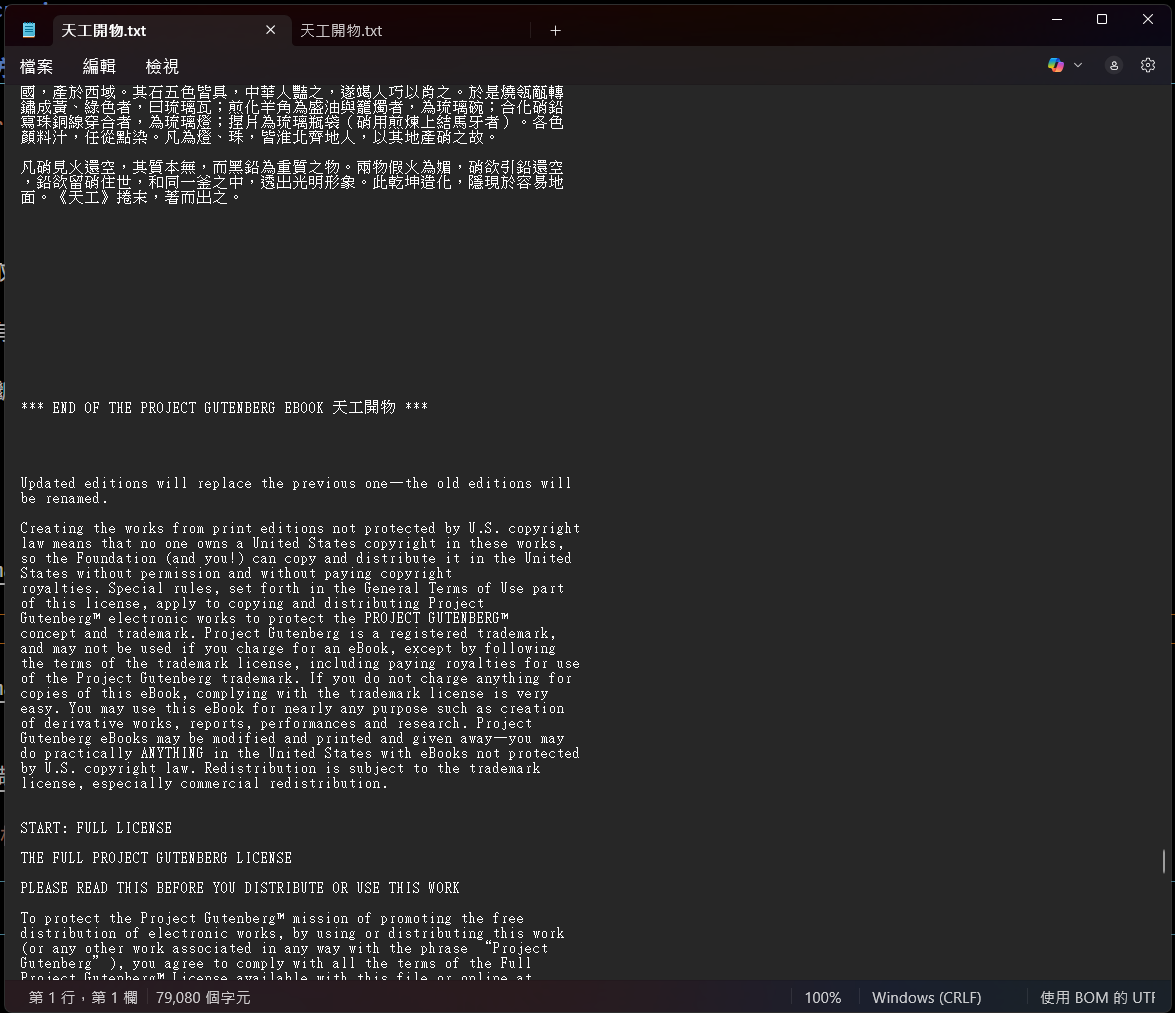 天工開物.txt
天工開物.txt
檔案 編輯 檢視
國，產於西域。其石五色皆具，中華人豔之，遂竭人巧以肖之。於是燒瓴甋轉
鏽成黃、綠色者，曰琉璃瓦；煎化羊角為盛油與籠燭者，為琉璃碗；合化硝鉛
寫珠銅線穿合者，為琉璃燈；捏片為琉璃瓶袋（硝用煎煉上結馬牙者）。各色
顏料汁，任從點染。凡為燈、珠，皆淮北齊地人，以其地產硝之故。
凡硝見火還空，其質本無，而黑鉛為重質之物。兩物假火為媒，硝欲引鉛還空
，鉛欲留硝住世，和同一釜之中，透出光明形象。此乾坤造化，隱現於容易地
面。《天工》捲末，著而出之。
*** END OF THE PROJECT GUTENBERG EBOOK 天工開物 ***
Updated editions will replace the previous one—the old editions will
be renamed.
Creating the works from print editions not protected by U.S. copyright
law means that no one owns a United States copyright in these works,
so the Foundation (and you!) can copy and distribute it in the United
States without permission and without paying copyright
royalties. Special rules, set forth in the General Terms of Use part
of this license, apply to copying and distributing Project
Gutenberg™ electronic works to protect the PROJECT GUTENBERG™
concept and trademark. Project Gutenberg is a registered trademark,
and may not be used if you charge for an eBook, except by following
the terms of the trademark license, including paying royalties for use
of the Project Gutenberg trademark. If you do not charge anything for
copies of this eBook, complying with the trademark license is very
easy. You may use this eBook for nearly any purpose such as creation
of derivative works, reports, performances and research. Project
Gutenberg eBooks may be modified and printed and given away—you may
do practically ANYTHING in the United States with eBooks not protected
by U.S. copyright law. Redistribution is subject to the trademark
license, especially commercial redistribution.
START: FULL LICENSE
THE FULL PROJECT GUTENBERG LICENSE
PLEASE READ THIS BEFORE YOU DISTRIBUTE OR USE THIS WORK
To protect the Project Gutenberg™ mission of promoting the free
distribution of electronic works, by using or distributing this work
(or any other work associated in any way with the phrase “Project
Gutenberg”), you agree to comply with all the terms of the Full
Project Gutenberg™ License available with this file or online at
第 1 行，第 1 欄 79,080 個字元 100% Windows (CRLF) 使用 BOM 的 UTF